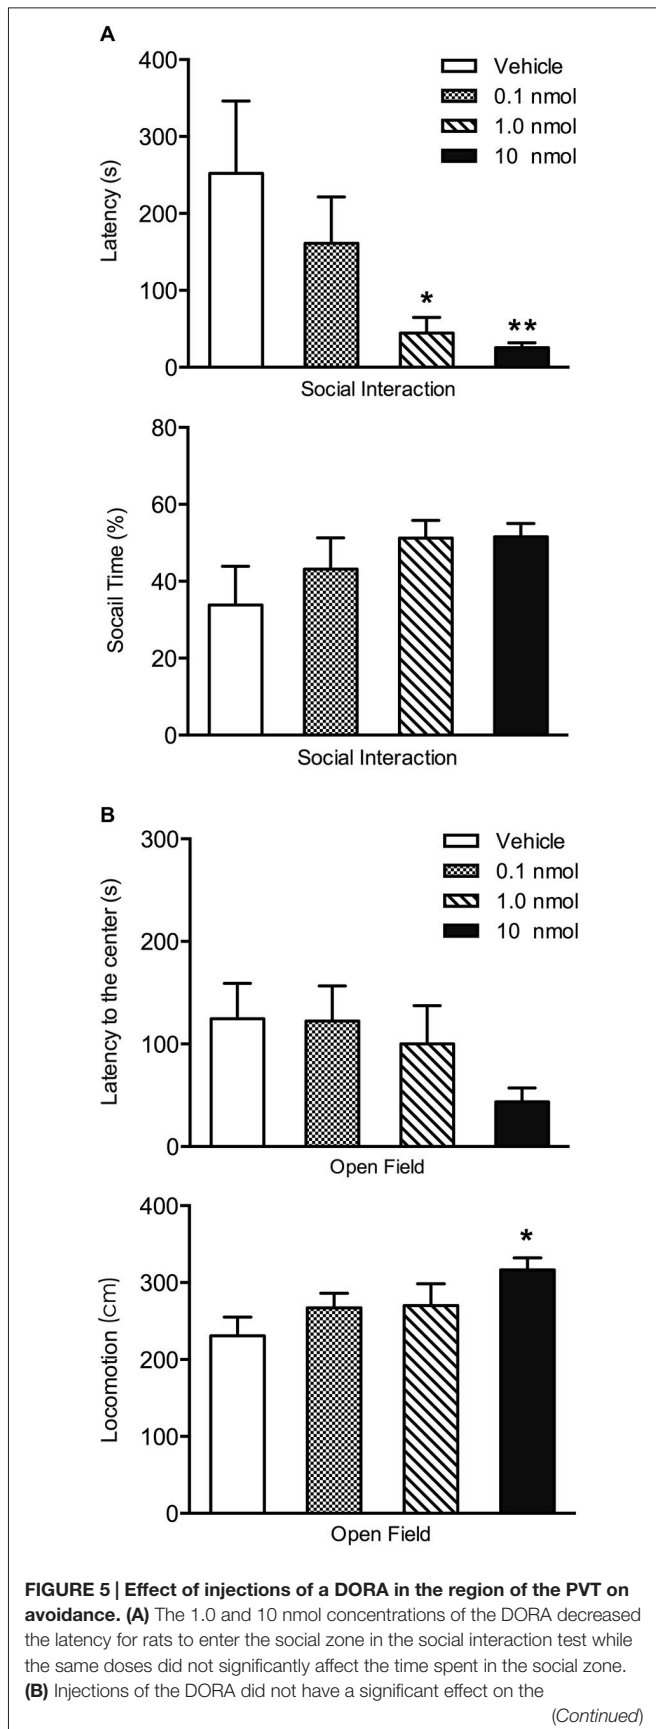 A
400
300
200
100
0
Latency (s)
Vehicle
0.1 nmol
1.0 nmol
10 nmol
*
**
Social Interaction
80
60
40
20
0
Socail Time (%)
Social Interaction
B
300
200
100
0
Latency to the center (s)
Vehicle
0.1 nmol
1.0 nmol
10 nmol
Open Field
400
300
200
100
0
Locomotion (cm)
*
Open Field
FIGURE 5 | Effect of injections of a DORA in the region of the PVT on
avoidance. (A) The 1.0 and 10 nmol concentrations of the DORA decreased
the latency for rats to enter the social zone in the social interaction test while
the same doses did not significantly affect the time spent in the social zone.
(B) Injections of the DORA did not have a significant effect on the
(Continued)